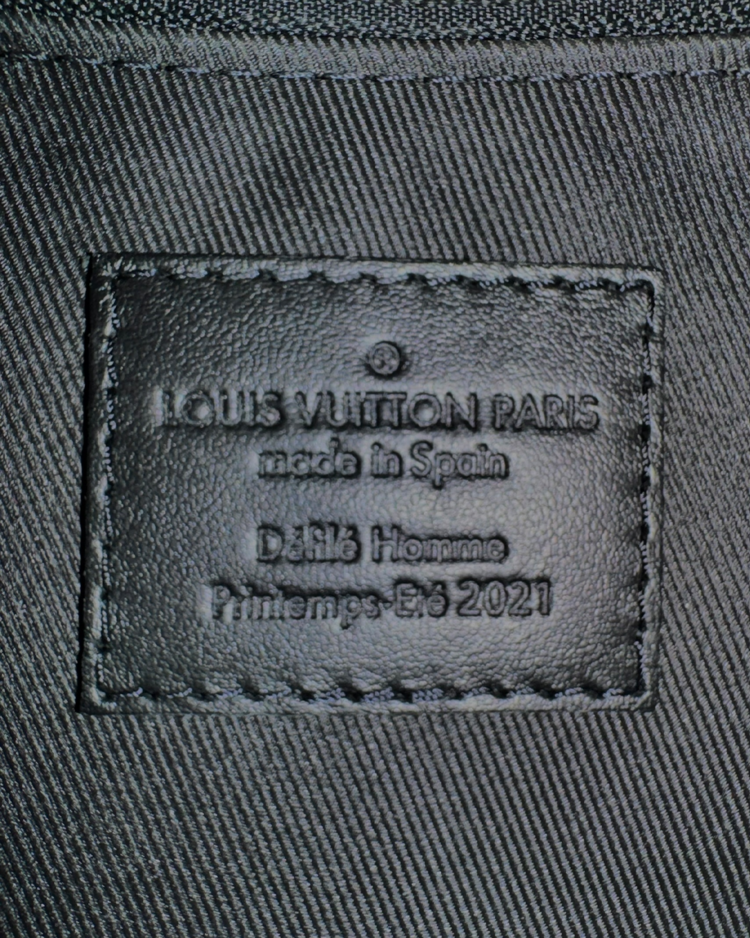 R
LOUIS VUITTON PARIS
made in Spain
Défilé Homme
Printemps-Eté 2021